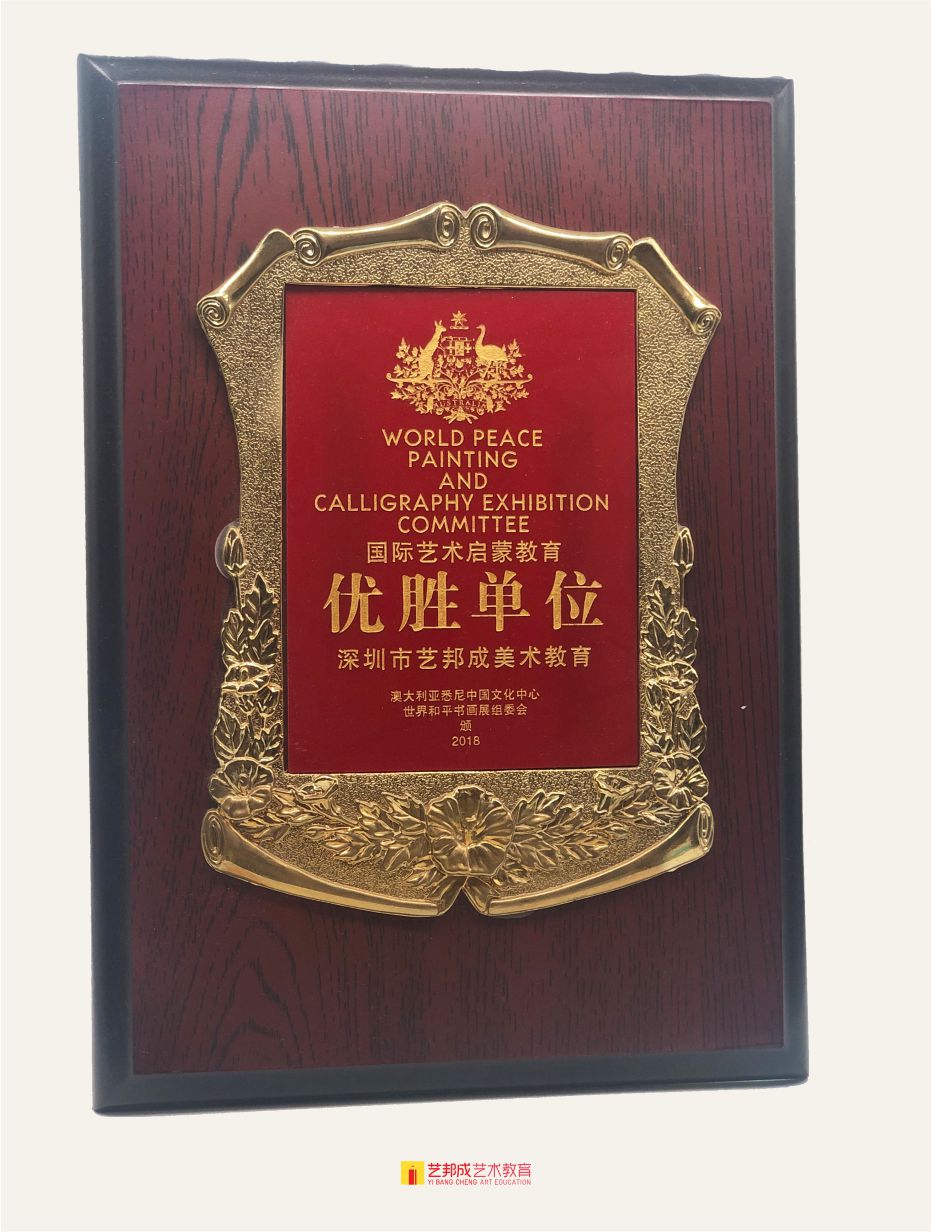 AUSTRALIA
WORLD PEACE
PAINTING
AND
CALLIGRAPHY EXHIBITION
COMMITTEE
国际艺术启蒙教育
优胜单位
深圳市艺邦成美术教育
澳大利亚悉尼中国文化中心
世界和平书画展组委会
颁
2018
艺邦成艺术教育
YI BANG CHENG ART EDUCATION